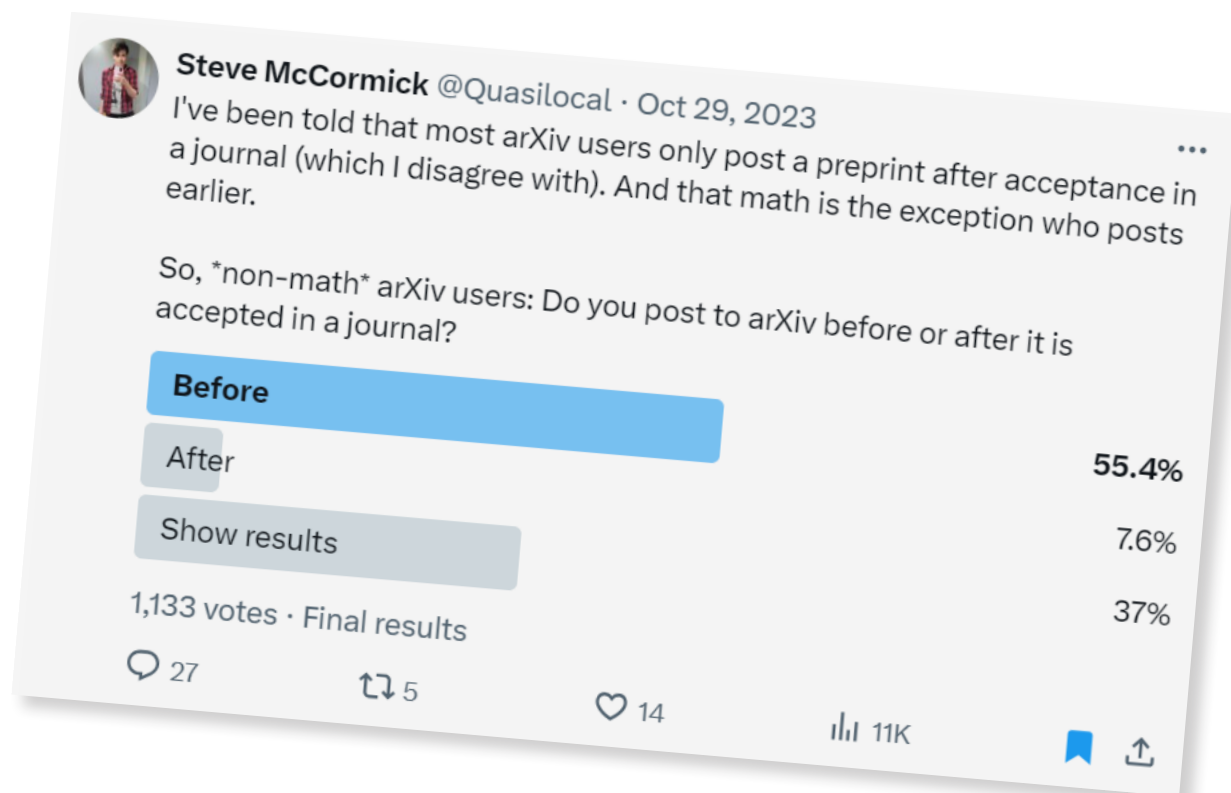 Steve McCormick @Quasilocal · Oct 29, 2023
I've been told that most arXiv users only post a preprint after acceptance in
a journal (which I disagree with). And that math is the exception who posts
earlier.
So, *non-math* arXiv users: Do you post to arXiv before or after it is
accepted in a journal?
Before 55.4%
After 7.6%
Show results 37%
1,133 votes · Final results
27 5 14 11K